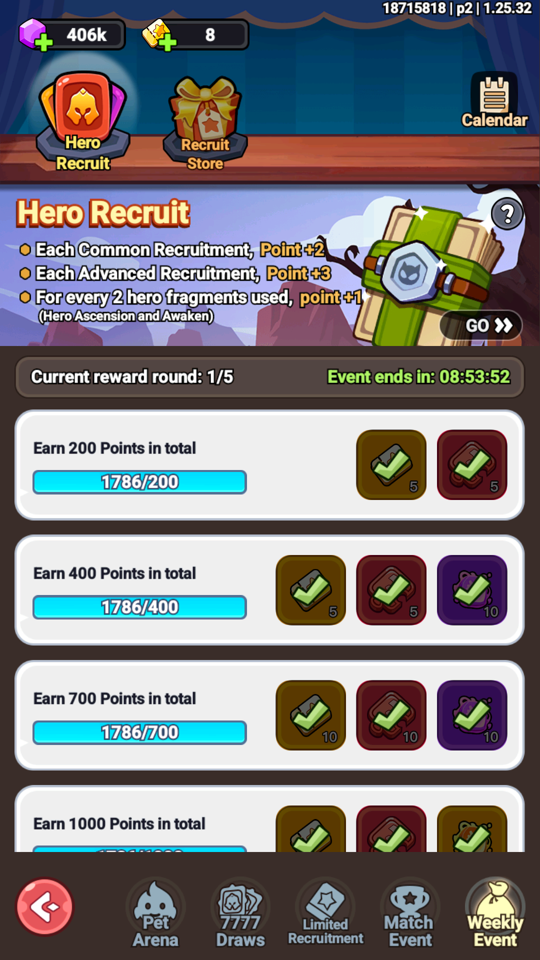 18715818 | p2 | 1.25.32
406k
8
Hero
Recruit
Recruit
Store
Calendar
Hero Recruit
?
Each Common Recruitment, Point +2
Each Advanced Recruitment, Point +3
For every 2 hero fragments used, point +1
(Hero Ascension and Awaken)
GO
Current reward round: 1/5
Event ends in: 08:53:52
Earn 200 Points in total
1786/200
5
5
Earn 400 Points in total
1786/400
5
5
10
Earn 700 Points in total
1786/700
10
10
10
Earn 1000 Points in total
Pet
Arena
7777
Draws
Limited
Recruitment
Match
Event
Weekly
Event